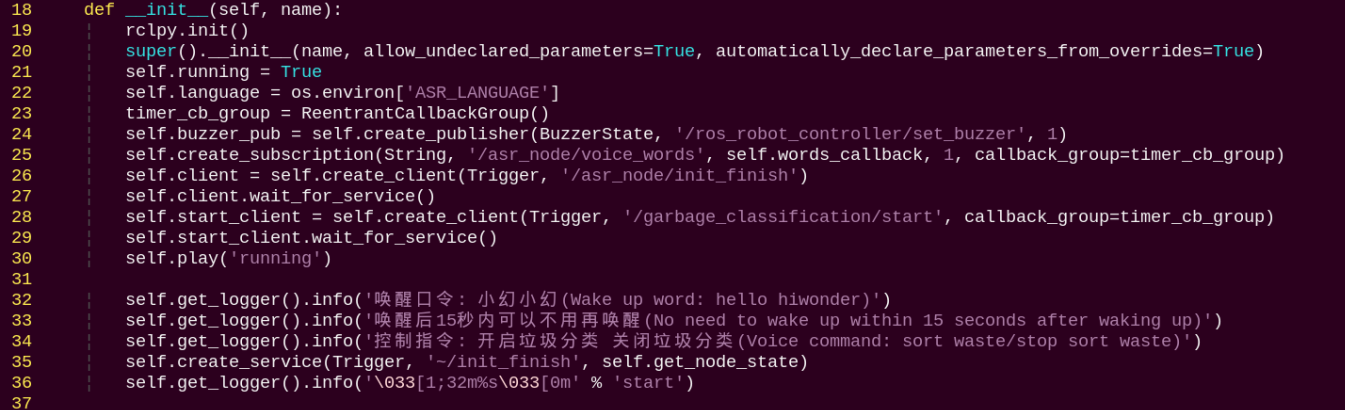 18     def __init__(self, name):
19         rclpy.init()
20         super().__init__(name, allow_undeclared_parameters=True, automatically_declare_parameters_from_overrides=True)
21         self.running = True
22         self.language = os.environ['ASR_LANGUAGE']
23         timer_cb_group = ReentrantCallbackGroup()
24         self.buzzer_pub = self.create_publisher(BuzzerState, '/ros_robot_controller/set_buzzer', 1)
25         self.create_subscription(String, '/asr_node/voice_words', self.words_callback, 1, callback_group=timer_cb_group)
26         self.client = self.create_client(Trigger, '/asr_node/init_finish')
27         self.client.wait_for_service()
28         self.start_client = self.create_client(Trigger, '/garbage_classification/start', callback_group=timer_cb_group)
29         self.start_client.wait_for_service()
30         self.play('running')
31
32         self.get_logger().info('唤醒口令: 小幻小幻(Wake up word: hello hiwonder)')
33         self.get_logger().info('唤醒后15秒内可以不用再唤醒(No need to wake up within 15 seconds after waking up)')
34         self.get_logger().info('控制指令: 开启垃圾分类 关闭垃圾分类(Voice command: sort waste/stop sort waste)')
35         self.create_service(Trigger, '~/init_finish', self.get_node_state)
36         self.get_logger().info('\033[1;32m%s\033[0m' % 'start')
37